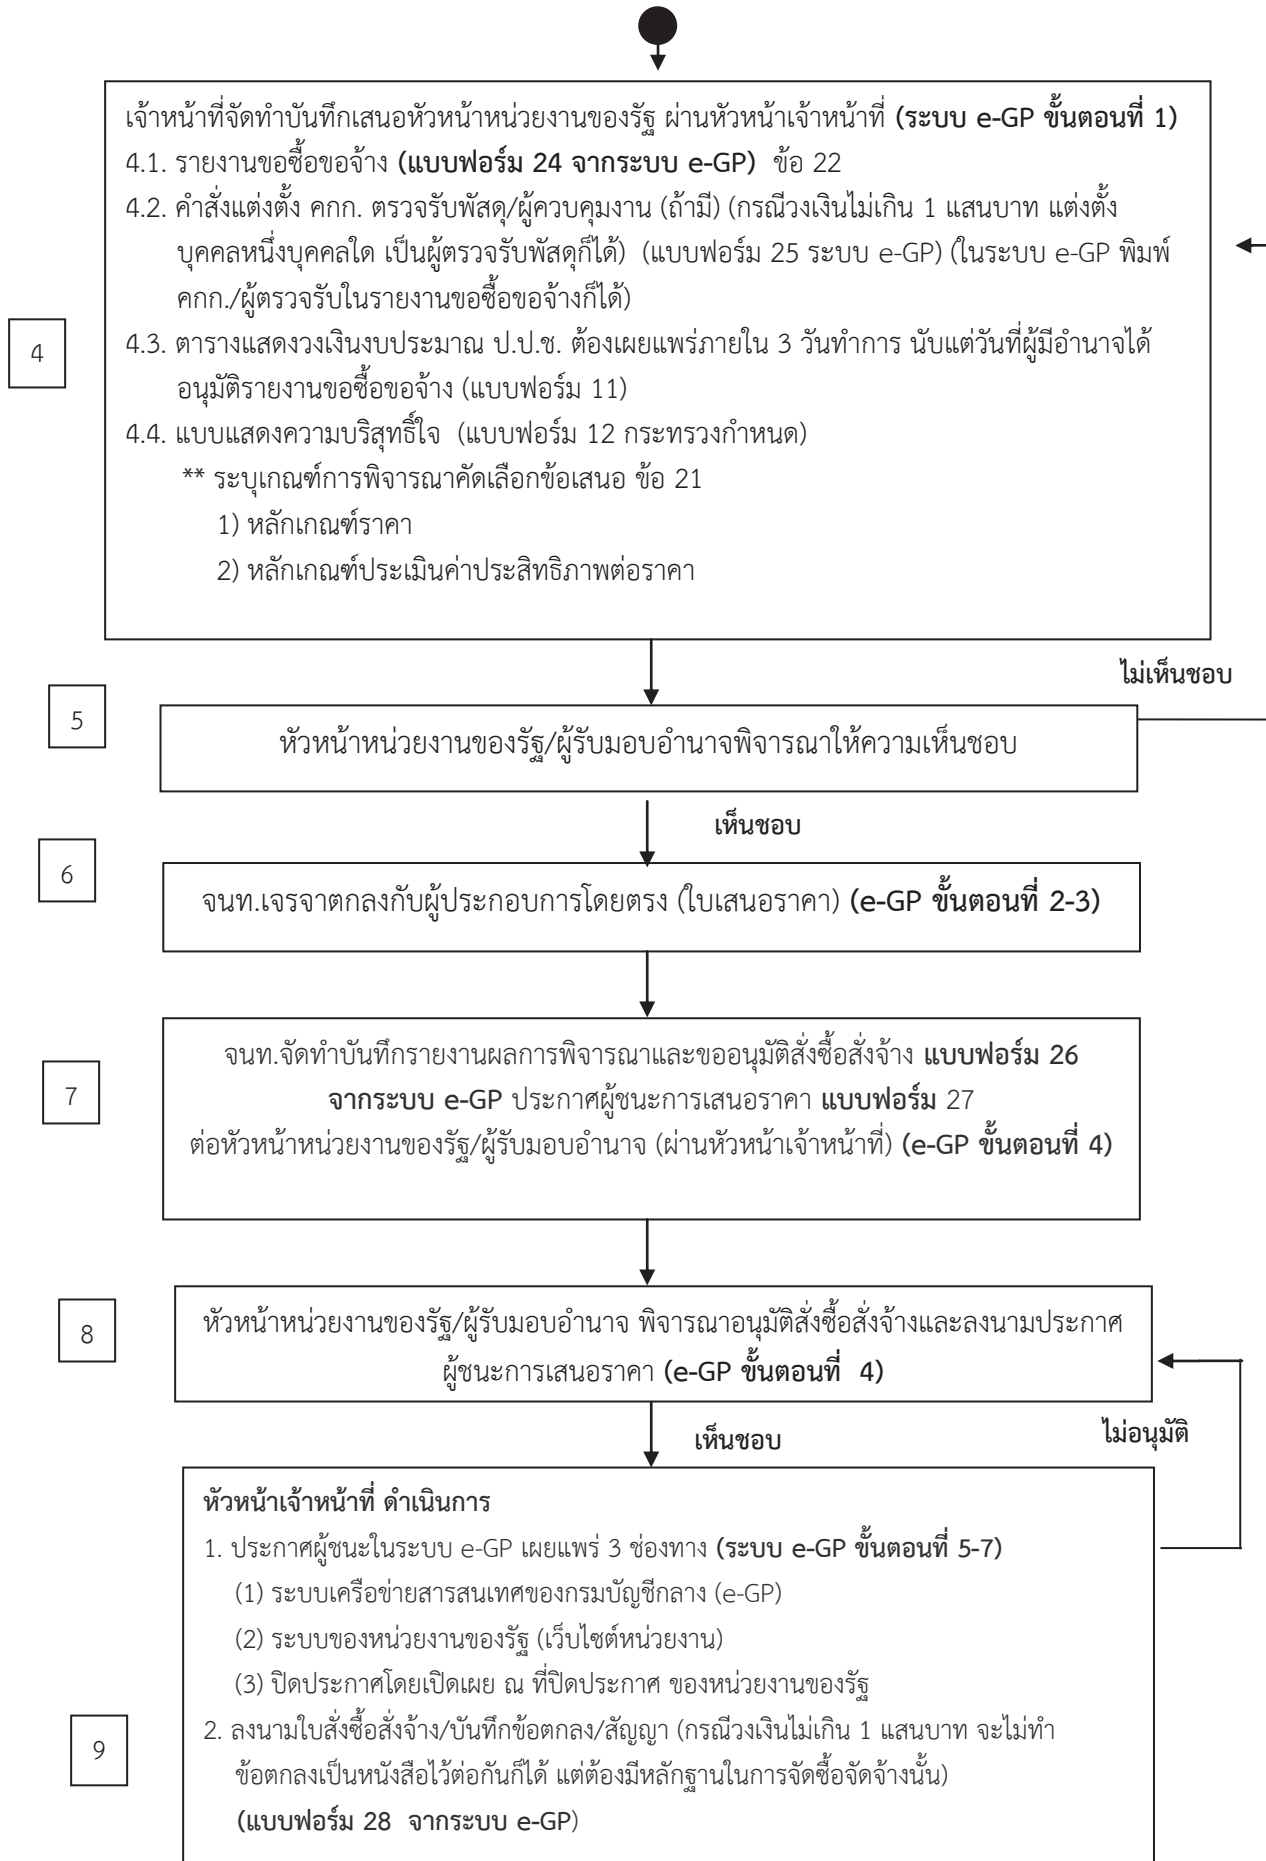 เจ้าหน้าที่จัดทำบันทึกเสนอหัวหน้าหน่วยงานของรัฐ ผ่านหัวหน้าเจ้าหน้าที่ (ระบบ e-GP ขั้นตอนที่ 1)
4.1. รายงานขอซื้อขอจ้าง (แบบฟอร์ม 24 จากระบบ e-GP) ข้อ 22
4.2. คำสั่งแต่งตั้ง คกก. ตรวจรับพัสดุ/ผู้ควบคุมงาน (ถ้ามี) (กรณีวงเงินไม่เกิน 1 แสนบาท แต่งตั้ง
บุคคลหนึ่งบุคคลใด เป็นผู้ตรวจรับพัสดุก็ได้) (แบบฟอร์ม 25 ระบบ e-GP) (ในระบบ e-GP พิมพ์
คกก./ผู้ตรวจรับในรายงานขอซื้อขอจ้างก็ได้)
4
4.3. ตารางแสดงวงเงินงบประมาณ ป.ป.ช. ต้องเผยแพร่ภายใน 3 วันทำการ นับแต่วันที่ผู้มีอำนาจได้
อนุมัติรายงานขอซื้อขอจ้าง (แบบฟอร์ม 11)
4.4. แบบแสดงความบริสุทธิ์ใจ (แบบฟอร์ม 12 กระทรวงกำหนด)
** ระบุเกณฑ์การพิจารณาคัดเลือกข้อเสนอ ข้อ 21
1) หลักเกณฑ์ราคา
2) หลักเกณฑ์ประเมินค่าประสิทธิภาพต่อราคา
ไม่เห็นชอบ
5
หัวหน้าหน่วยงานของรัฐ/ผู้รับมอบอำนาจพิจารณาให้ความเห็นชอบ
เห็นชอบ
6
จนท.เจรจาตกลงกับผู้ประกอบการโดยตรง (ใบเสนอราคา) (e-GP ขั้นตอนที่ 2-3)
จนท.จัดทำบันทึกรายงานผลการพิจารณาและขออนุมัติสั่งซื้อสั่งจ้าง แบบฟอร์ม 26
7
จากระบบ e-GP ประกาศผู้ชนะการเสนอราคา แบบฟอร์ม 27
ต่อหัวหน้าหน่วยงานของรัฐ/ผู้รับมอบอำนาจ (ผ่านหัวหน้าเจ้าหน้าที่) (e-GP ขั้นตอนที่ 4)
8
หัวหน้าหน่วยงานของรัฐ/ผู้รับมอบอำนาจ พิจารณาอนุมัติสั่งซื้อสั่งจ้างและลงนามประกาศ
ผู้ชนะการเสนอราคา (e-GP ขั้นตอนที่ 4)
เห็นชอบ
ไม่อนุมัติ
หัวหน้าเจ้าหน้าที่ ดำเนินการ
1. ประกาศผู้ชนะในระบบ e-GP เผยแพร่ 3 ช่องทาง (ระบบ e-GP ขั้นตอนที่ 5-7)
(1) ระบบเครือข่ายสารสนเทศของกรมบัญชีกลาง (e-GP)
(2) ระบบของหน่วยงานของรัฐ (เว็บไซต์หน่วยงาน)
(3) ปิดประกาศโดยเปิดเผย ณ ที่ปิดประกาศ ของหน่วยงานของรัฐ
9
2. ลงนามใบสั่งซื้อสั่งจ้าง/บันทึกข้อตกลง/สัญญา (กรณีวงเงินไม่เกิน 1 แสนบาท จะไม่ทำ
ข้อตกลงเป็นหนังสือไว้ต่อกันก็ได้ แต่ต้องมีหลักฐานในการจัดซื้อจัดจ้างนั้น)
(แบบฟอร์ม 28 จากระบบ e-GP)